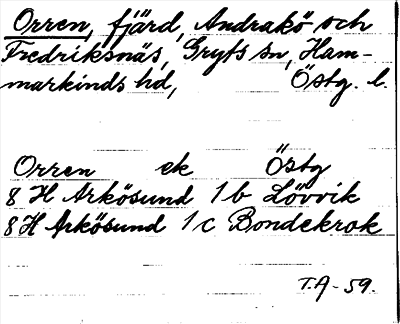 Orren, fjärd, Andrakö och
Fredriksnäs, Gryts sn, Ham-
markinds hd, Östg. l.
Orren ek Östg
8 H Arkösund 1 b Lövvik
8 H Arkösund 1 c Bondekrok
T.A - 59.